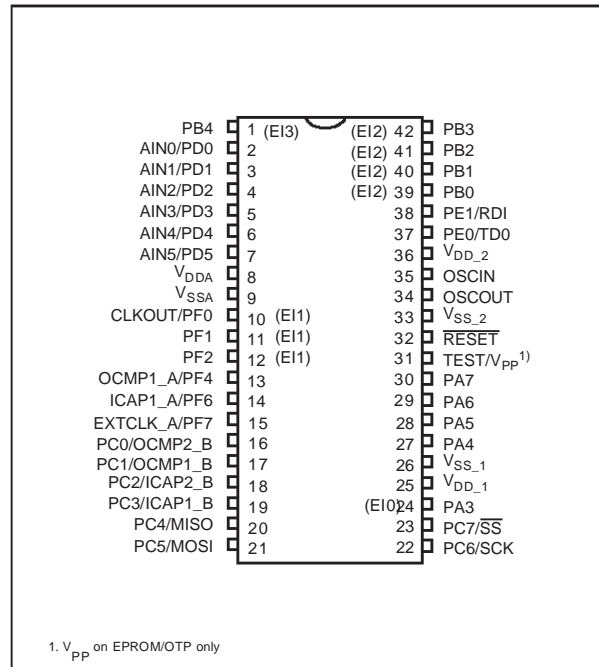 PB4 1 (EI3) (EI2) 42 PB3
AIN0/PD0 2 (EI2) 41 PB2
AIN1/PD1 3 (EI2) 40 PB1
AIN2/PD2 4 (EI2) 39 PB0
AIN3/PD3 5 38 PE1/RDI
AIN4/PD4 6 37 PE0/TD0
AIN5/PD5 7 36 VDD_2
VDDA 8 35 OSCIN
VSSA 9 34 OSCOUT
CLKOUT/PF0 10 (EI1) 33 VSS_2
PF1 11 (EI1) 32 RESET
PF2 12 (EI1) 31 TEST/VPP1)
OCMP1_A/PF4 13 30 PA7
ICAP1_A/PF6 14 29 PA6
EXTCLK_A/PF7 15 28 PA5
PC0/OCMP2_B 16 27 PA4
PC1/OCMP1_B 17 26 VSS_1
PC2/ICAP2_B 18 25 VDD_1
PC3/ICAP1_B 19 (EI0) 24 PA3
PC4/MISO 20 23 PC7/SS
PC5/MOSI 21 22 PC6/SCK
1. VPP on EPROM/OTP only